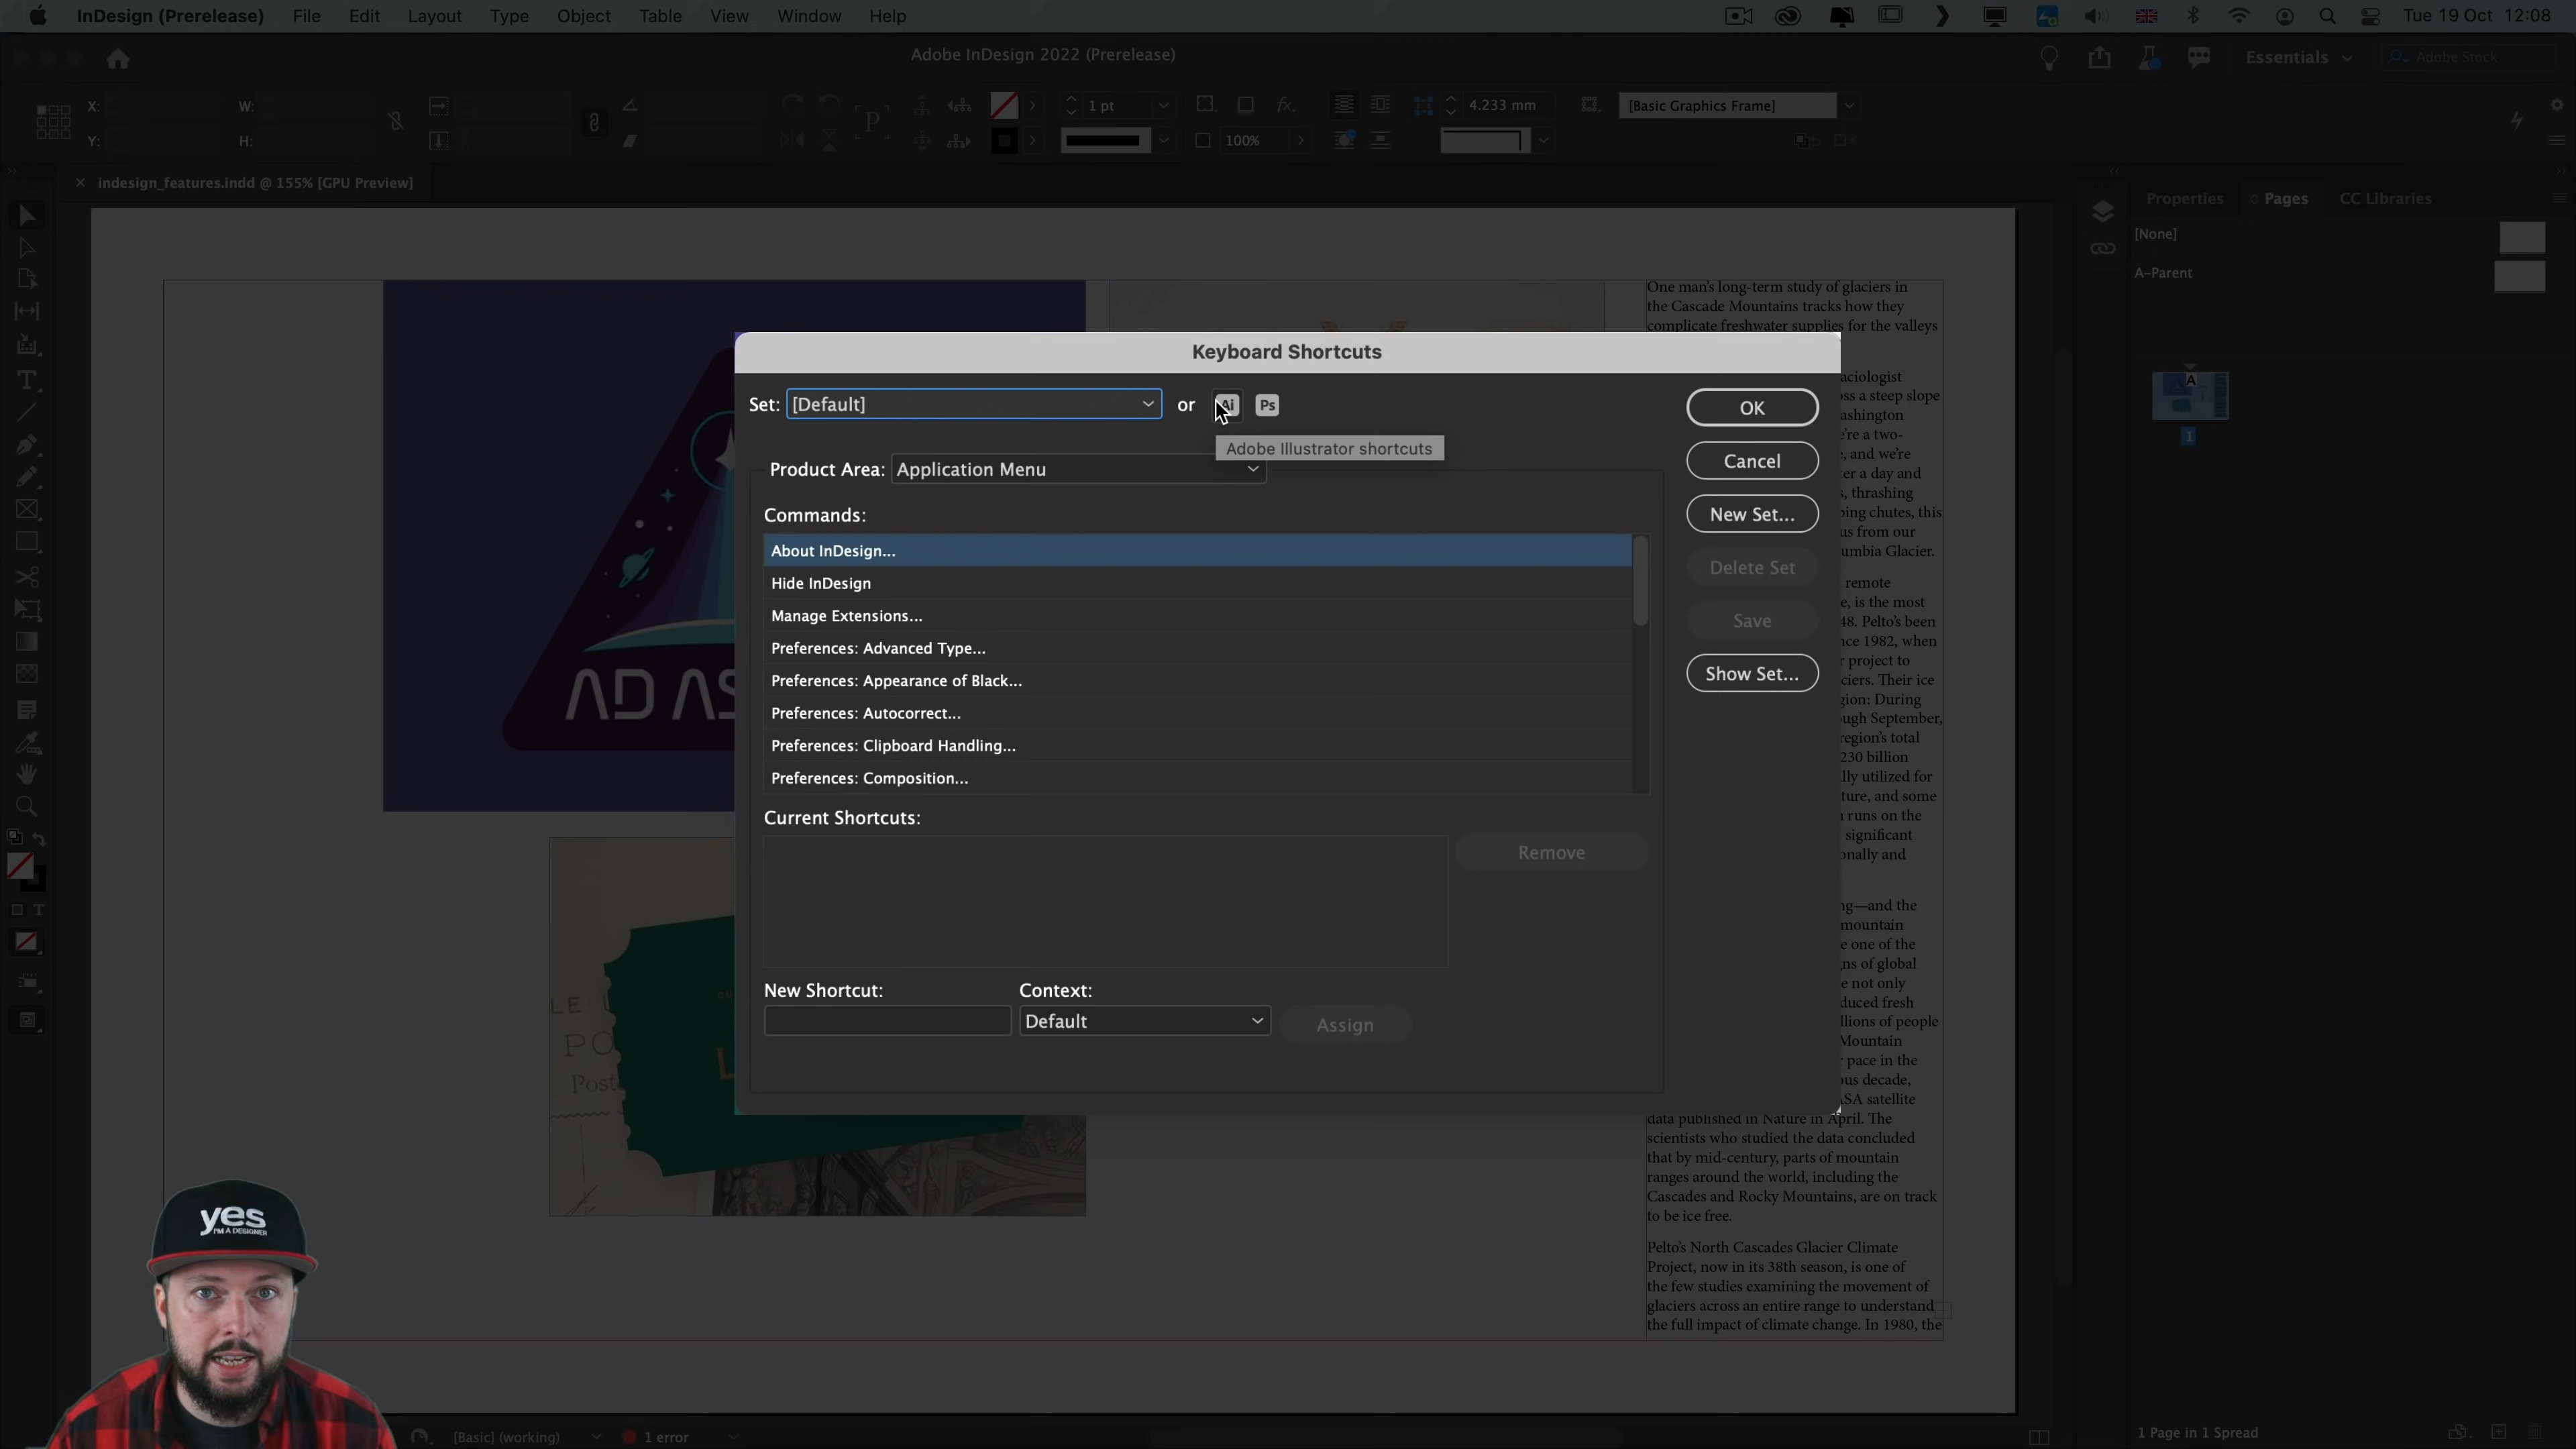 InDesign (Prerelease) File Edit Layout Type Object Table View Window Help
Tue 19 Oct 12:08
Adobe InDesign 2022 (Prerelease)
Essentials
Adobe Stock
X: W:
1 pt
4.233 mm
[Basic Graphics Frame]
Y: H:
100%
indesign_features.indd @ 155% [GPU Preview]
Properties Pages CC Libraries
[None]
A-Parent
A
1
One man's long-term study of glaciers in
the Cascade Mountains tracks how they
complicate freshwater supplies for the valleys
Keyboard Shortcuts
Set: [Default] or Ai Ps
Adobe Illustrator shortcuts
Product Area: Application Menu
Commands:
About InDesign...
Hide InDesign
Manage Extensions...
Preferences: Advanced Type...
Preferences: Appearance of Black...
Preferences: Autocorrect...
Preferences: Clipboard Handling...
Preferences: Composition...
Current Shortcuts:
Remove
New Shortcut: Context:
Default
Assign
OK
Cancel
New Set...
Delete Set
Save
Show Set...
AD AS
LE
PO
Post
data published in Nature in April. The
scientists who studied the data concluded
that by mid-century, parts of mountain
ranges around the world, including the
Cascades and Rocky Mountains, are on track
to be ice free.
Pelto's North Cascades Glacier Climate
Project, now in its 38th season, is one of
the few studies examining the movement of
glaciers across an entire range to understand
the full impact of climate change. In 1980, the
yes
I'M A DESIGNER
[Basic] (working) 1 error
1 Page in 1 Spread